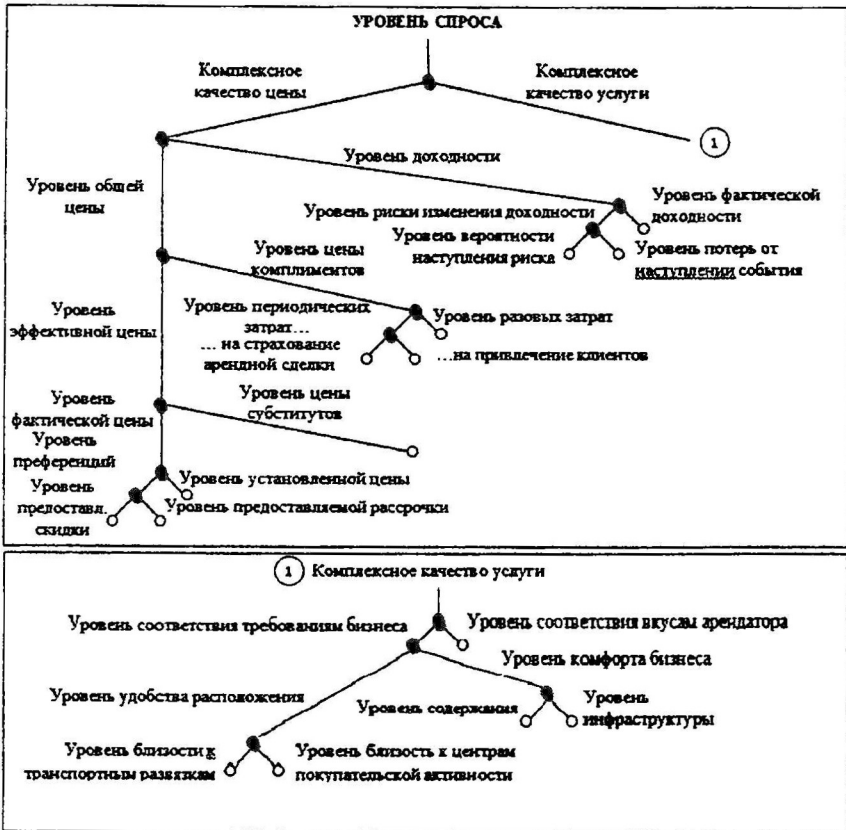 УРОВЕНЬ СПРОСА
Комплексное
качество цены
Комплексное
качество услуги
1
Уровень доходности
Уровень общей
цены
Уровень риски изменения доходности
Уровень фактической
доходности
Уровень вероятности
наступления риска
Уровень потерь от
наступлении события
Уровень цены
комплиментов
Уровень
эффективной цены
Уровень периодических
затрат…
Уровень разовых затрат
… на страхование
арендной сделки
…на привлечение клиентов
Уровень
фактической цены
Уровень цены
субститутов
Уровень
преференций
Уровень установленной цены
Уровень
предоставл.
скидки
Уровень предоставляемой рассрочки
1 Комплексное качество услуги
Уровень соответствия требованиям бизнеса
Уровень соответствия вкусам арендатора
Уровень комфорта бизнеса
Уровень удобства расположения
Уровень содержания
Уровень
инфраструктуры
Уровень близости к
транспортным развязкам
Уровень близость к центрам
покупательской активности